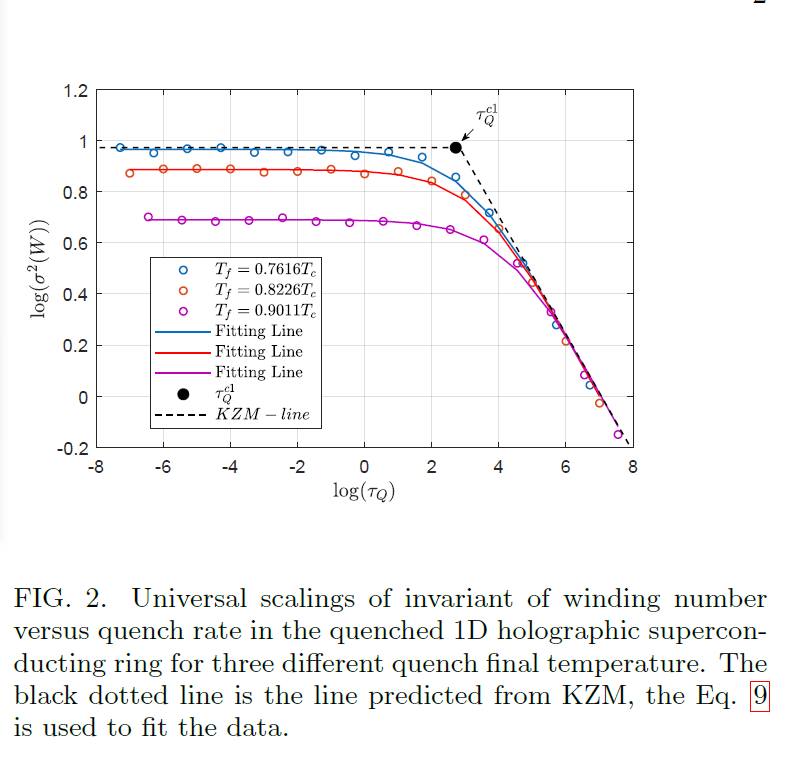 1.2
1
0.8
0.6
0.4
0.2
0
-0.2
log(σ²(W))
τ_Q^cl
T_f = 0.7616T_c
T_f = 0.8226T_c
T_f = 0.9011T_c
Fitting Line
Fitting Line
Fitting Line
τ_Q^cl
KZM − line
-8 -6 -4 -2 0 2 4 6 8
log(τ_Q)
FIG. 2. Universal scalings of invariant of winding number
versus quench rate in the quenched 1D holographic supercon-
ducting ring for three different quench final temperature. The
black dotted line is the line predicted from KZM, the Eq. 9
is used to fit the data.